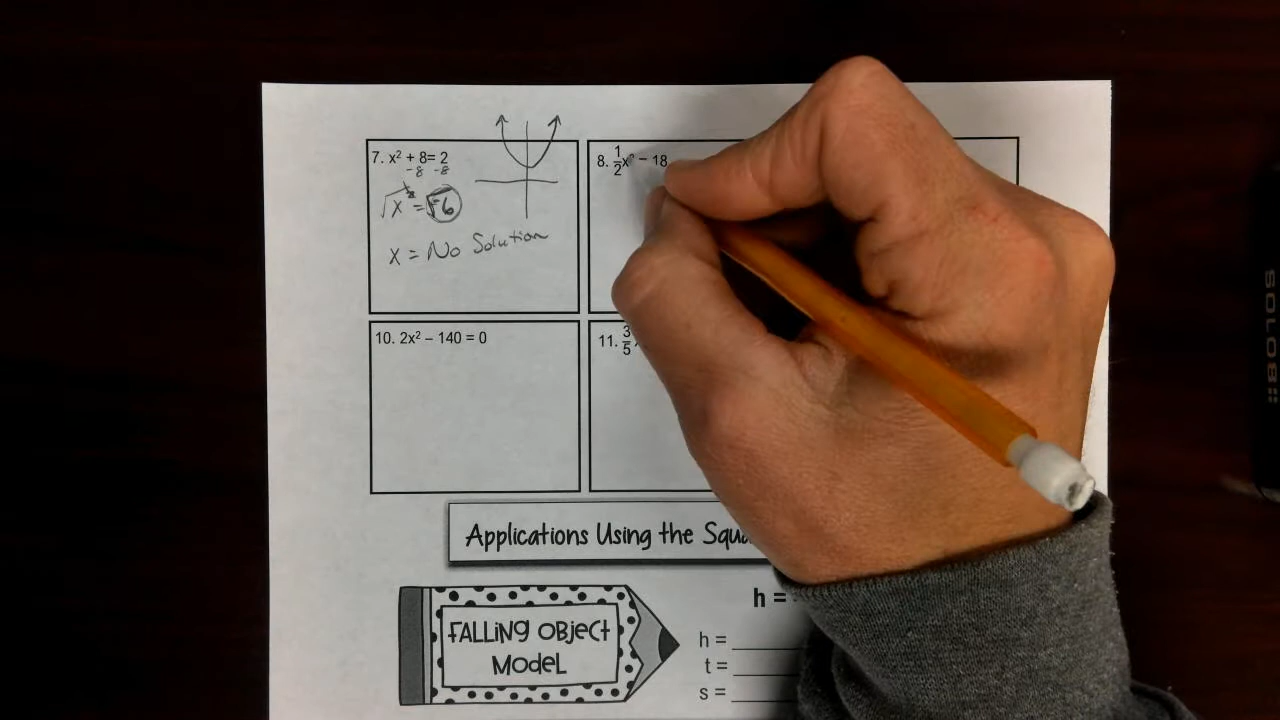 7. x² + 8= 2
-8 -8
√x² = √-6
x = No Solution
8. 1/2x² – 18
10. 2x² – 140 = 0
11. 3/5
Applications Using the
FALLING OBJECT
MODEL
h =
h =
t =
s =
SOLO